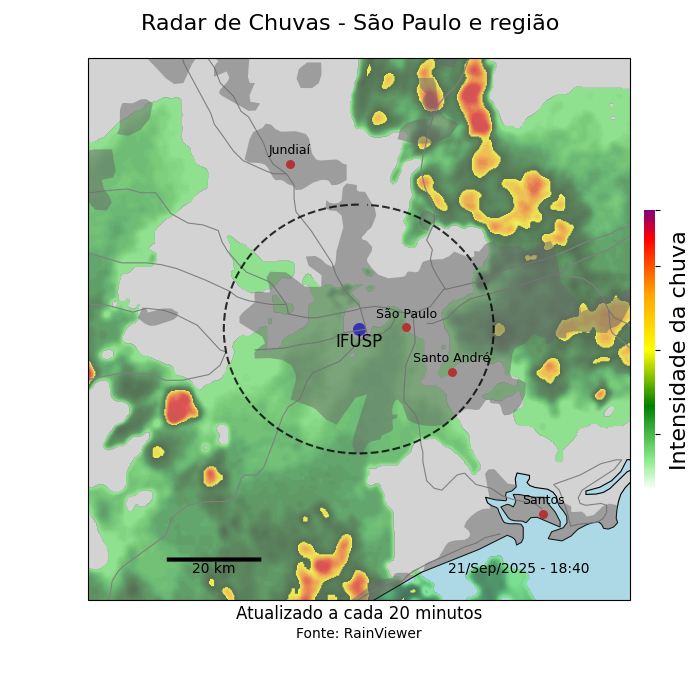 Radar de Chuvas - São Paulo e região
Jundiaí
São Paulo
IFUSP
Santo André
Santos
20 km
21/Sep/2025 - 18:40
Intensidade da chuva
Atualizado a cada 20 minutos
Fonte: RainViewer